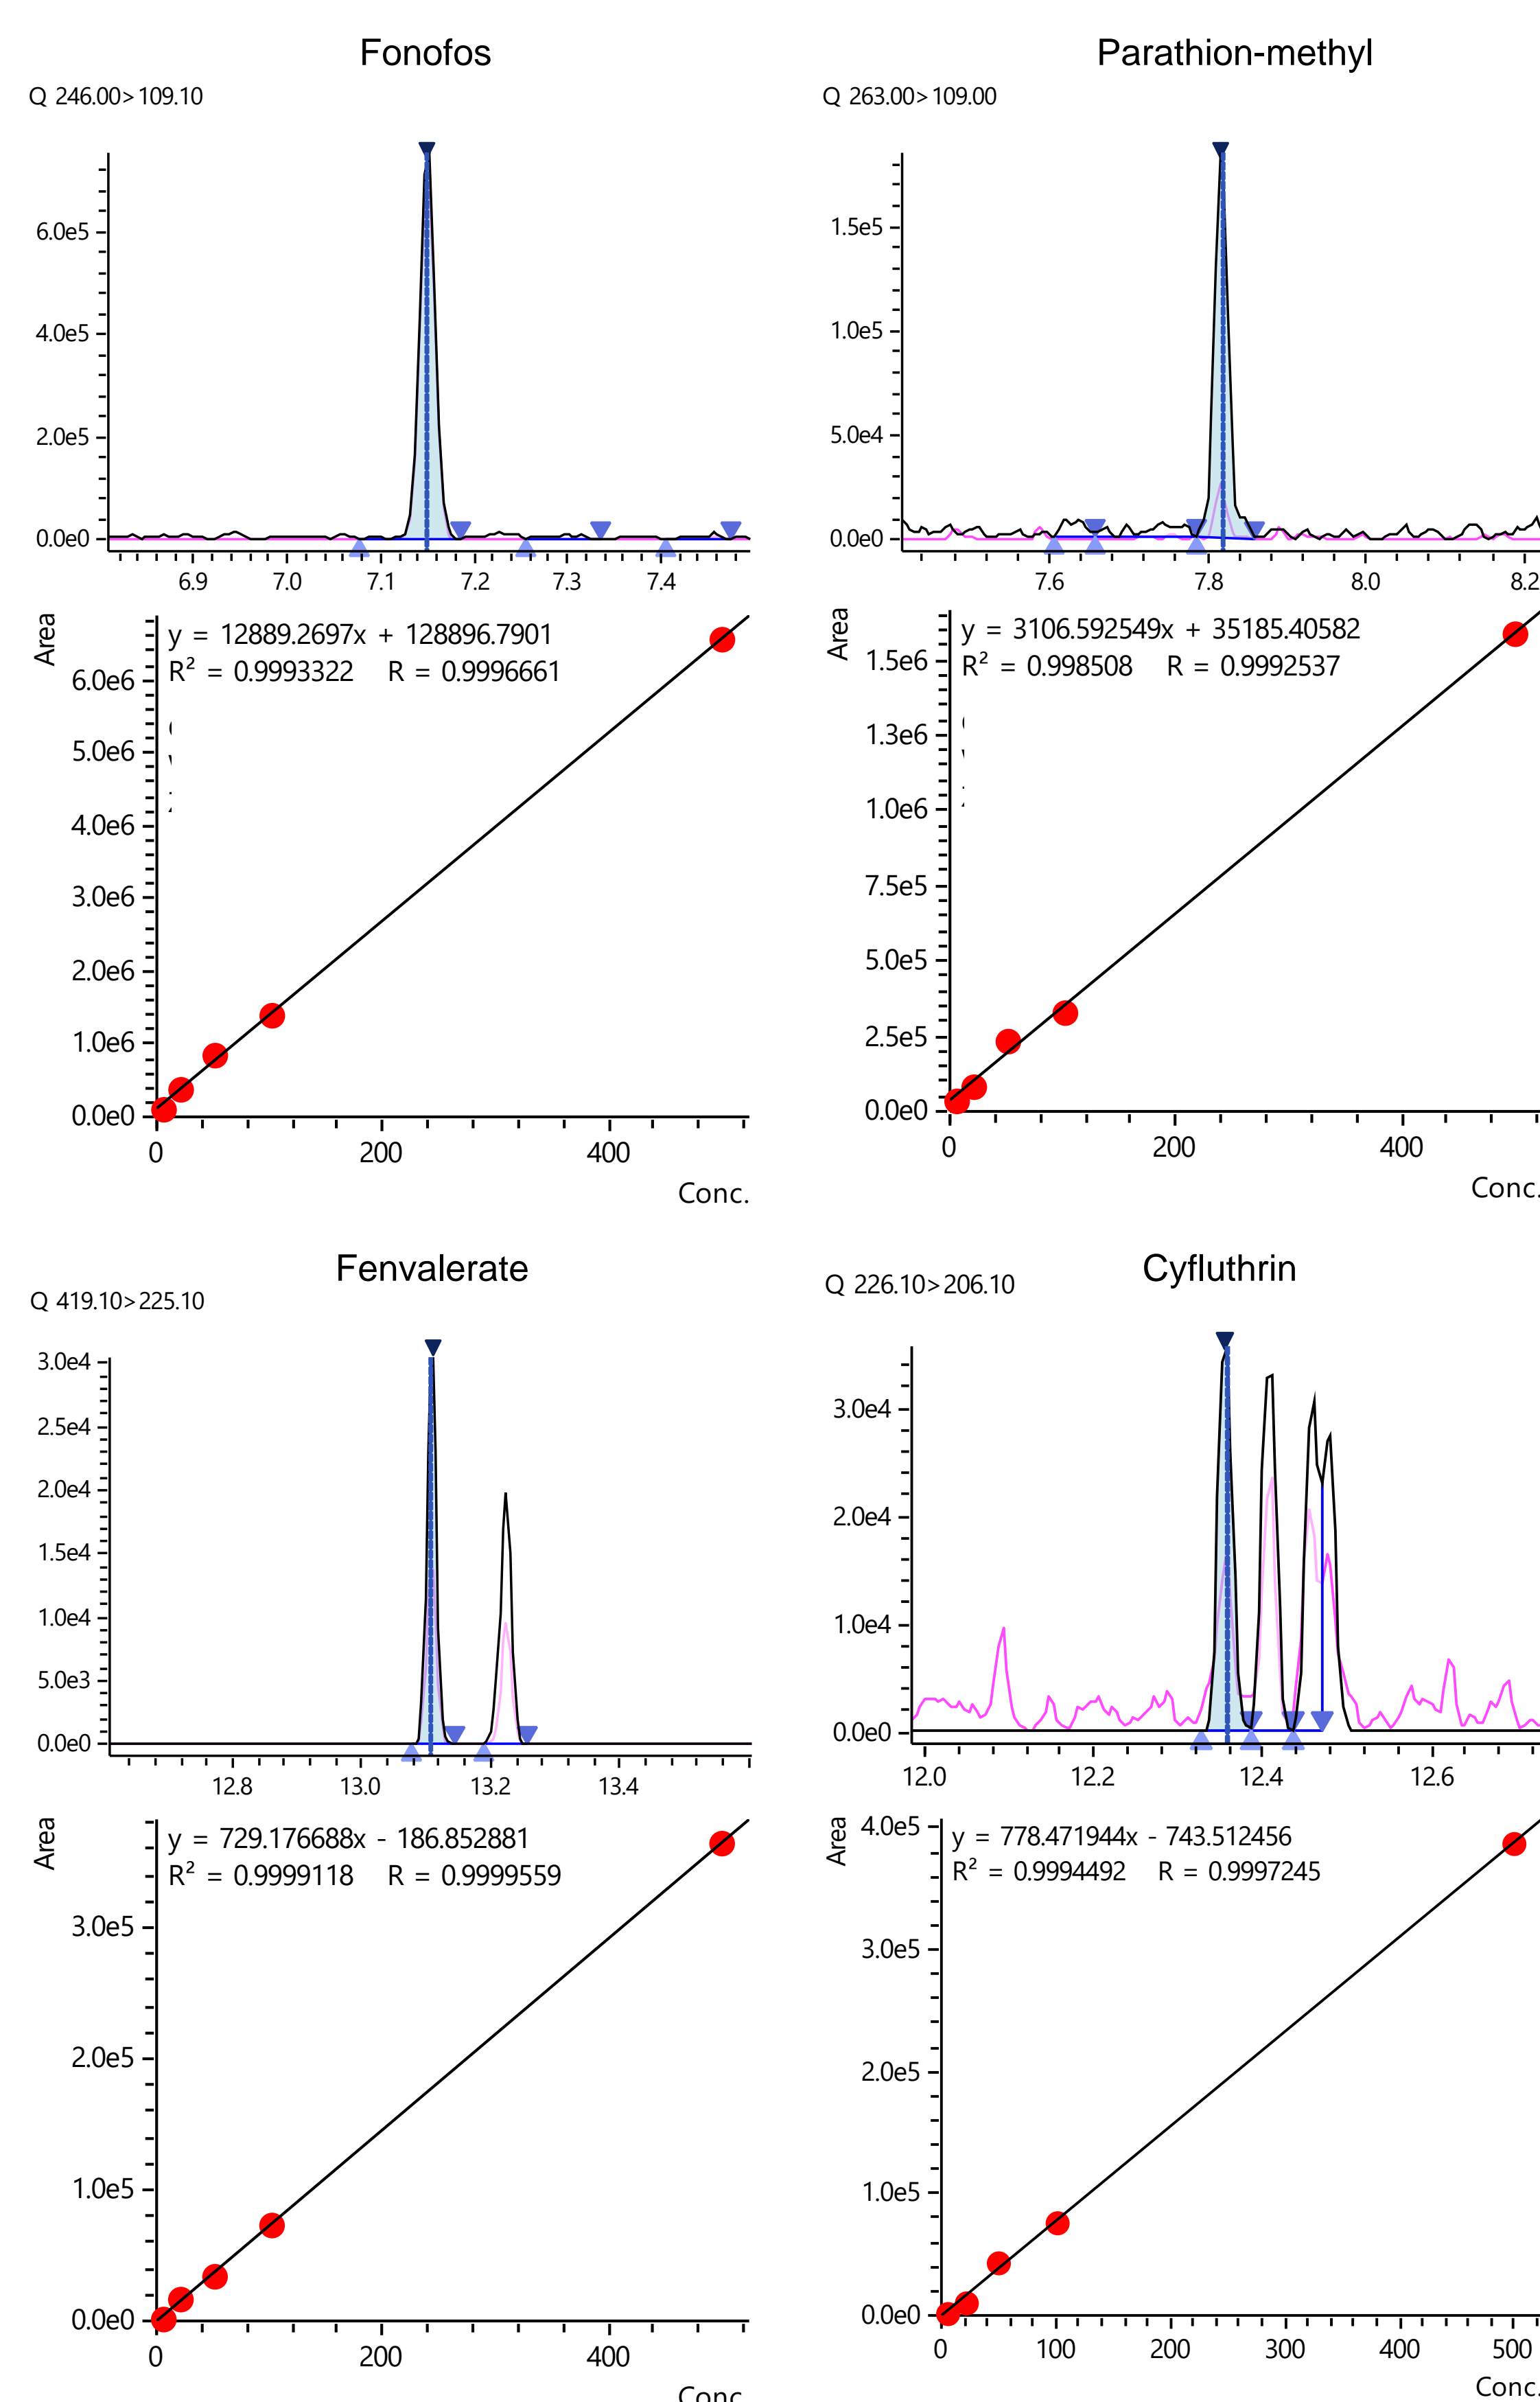 Fonofos
Q 246.00>109.10
6.0e5
4.0e5
2.0e5
0.0e0
6.9 7.0 7.1 7.2 7.3 7.4
Area
y = 12889.2697x + 128896.7901
R² = 0.9993322 R = 0.9996661
6.0e6
5.0e6
4.0e6
3.0e6
2.0e6
1.0e6
0.0e0
0 200 400
Conc.
Parathion-methyl
Q 263.00>109.00
1.5e5
1.0e5
5.0e4
0.0e0
7.6 7.8 8.0 8.2
Area
y = 3106.592549x + 35185.40582
R² = 0.998508 R = 0.9992537
1.5e6
1.3e6
1.0e6
7.5e5
5.0e5
2.5e5
0.0e0
0 200 400
Conc.
Fenvalerate
Q 419.10>225.10
3.0e4
2.5e4
2.0e4
1.5e4
1.0e4
5.0e3
0.0e0
12.8 13.0 13.2 13.4
Area
y = 729.176688x - 186.852881
R² = 0.9999118 R = 0.9999559
3.0e5
2.0e5
1.0e5
0.0e0
0 200 400
Conc.
Cyfluthrin
Q 226.10>206.10
3.0e4
2.0e4
1.0e4
0.0e0
12.0 12.2 12.4 12.6
Area
y = 778.471944x - 743.512456
R² = 0.9994492 R = 0.9997245
4.0e5
3.0e5
2.0e5
1.0e5
0.0e0
0 100 200 300 400 500
Conc.